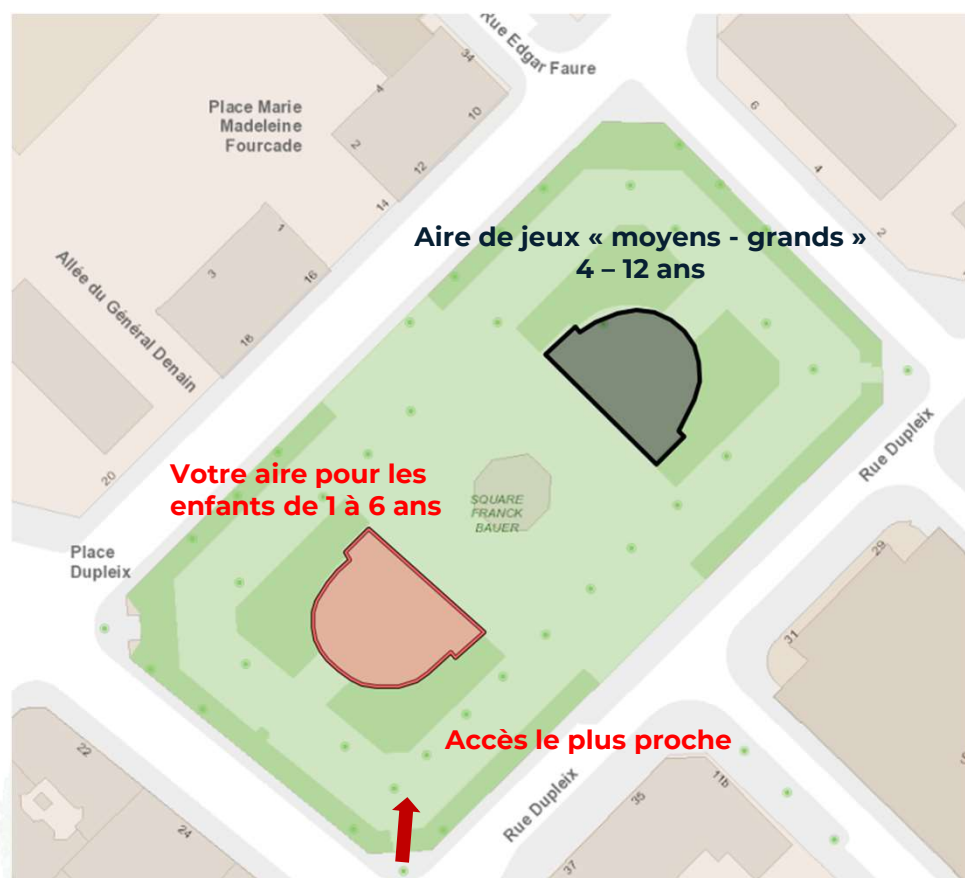 Rue Edgar Faure
34
4
Place Marie
Madeleine
Fourcade
10
2
12
14
6
4
2
Aire de jeux « moyens - grands »
4 – 12 ans
1
3
16
18
Allée du Général Denain
20
Rue Dupleix
Votre aire pour les
enfants de 1 à 6 ans
SQUARE
FRANCK
BAUER
Place
Dupleix
29
31
Accès le plus proche
22
24
Rue Dupleix
35
11b
37